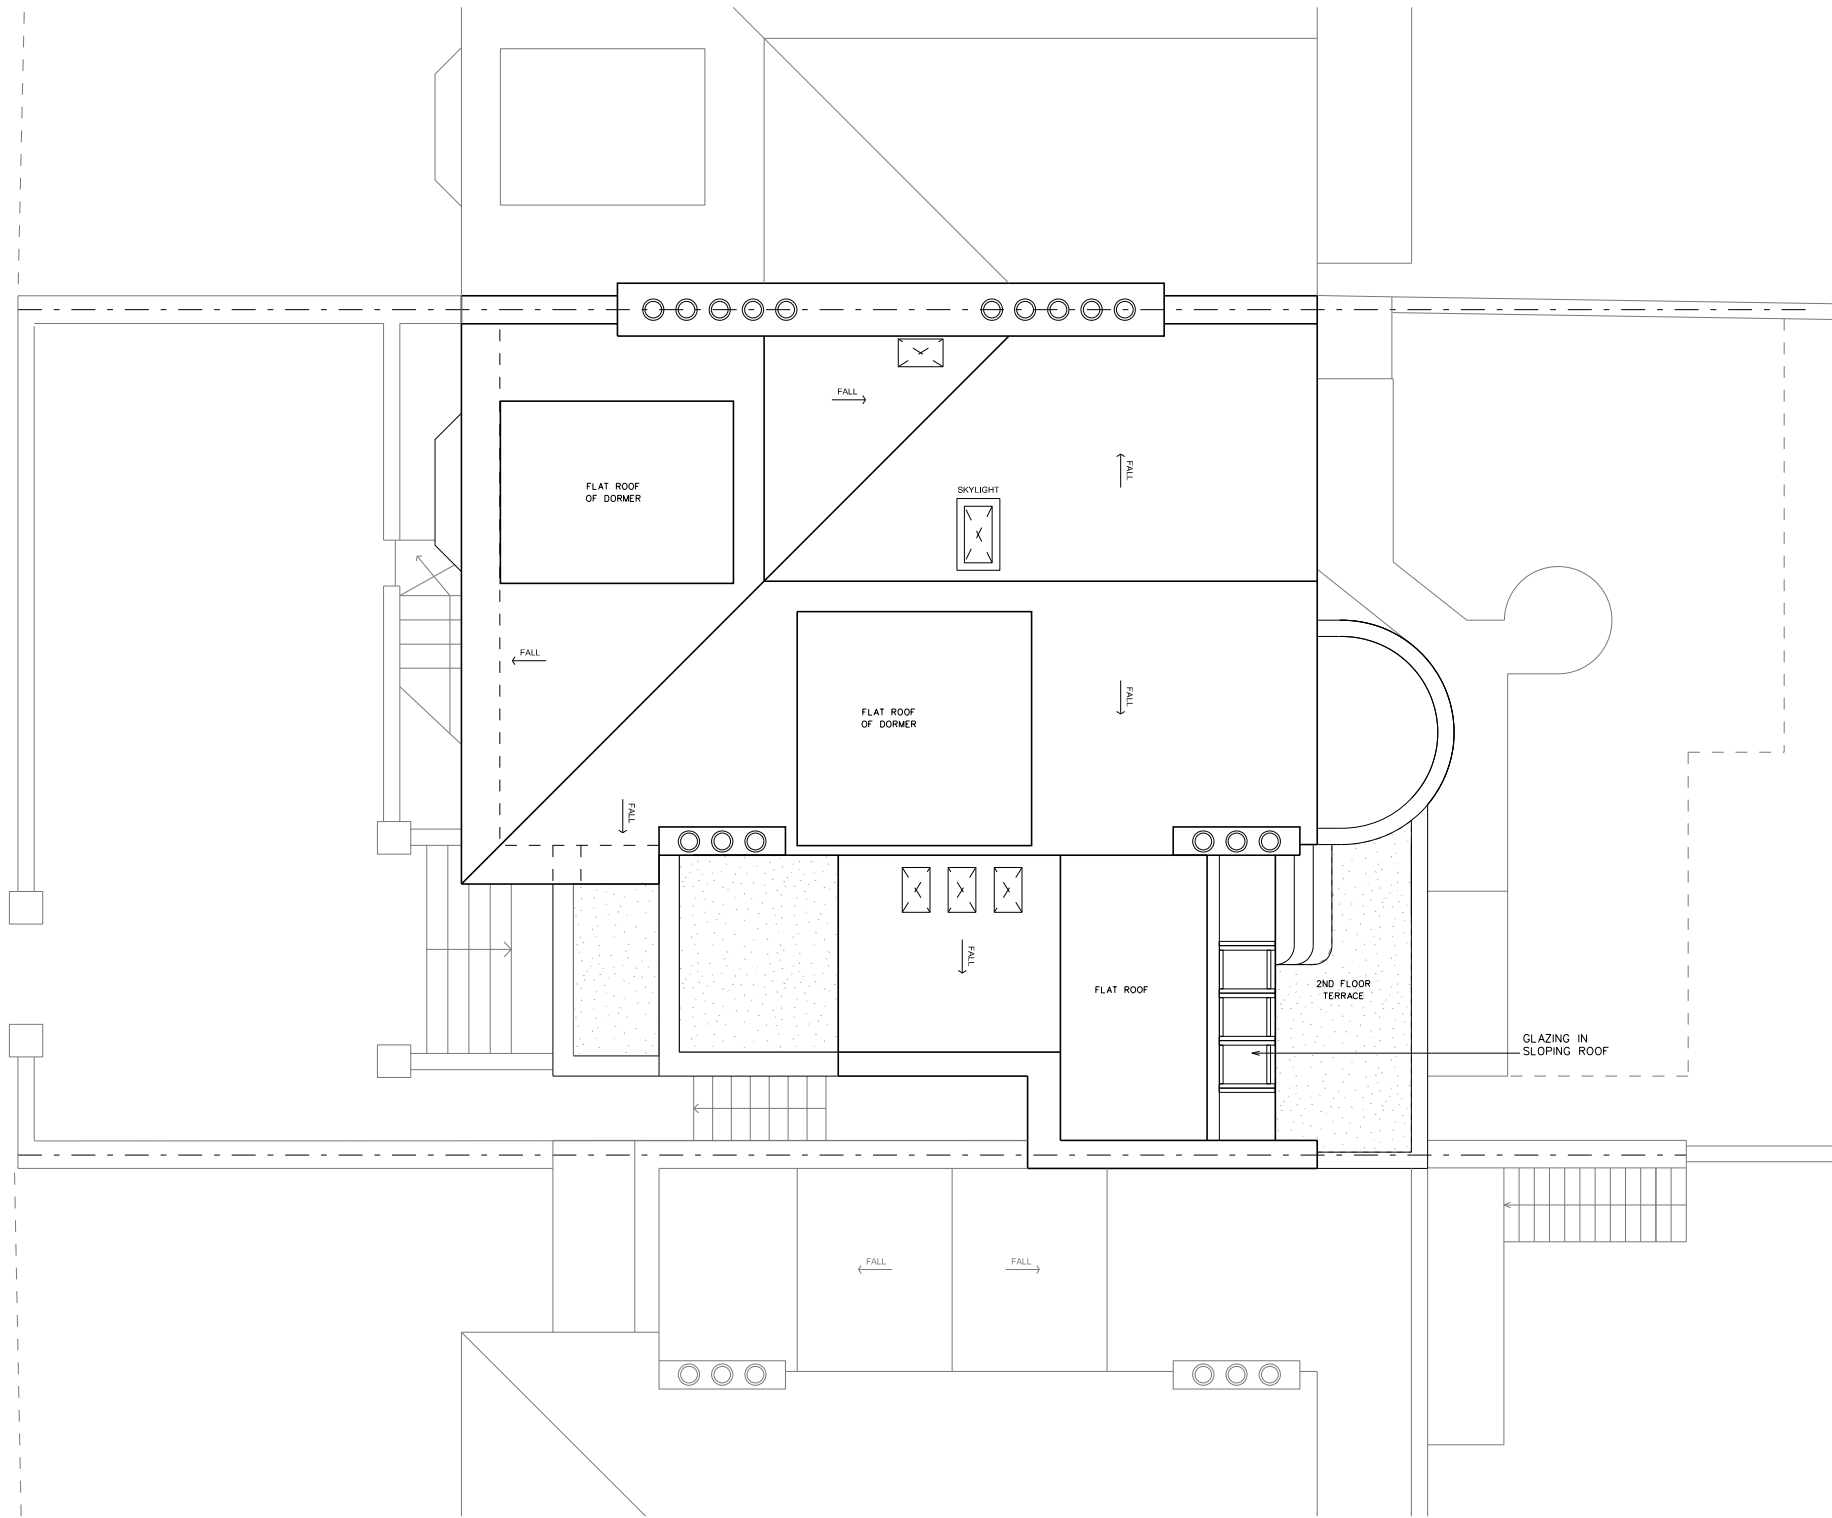 FALL
FALL
FLAT ROOF
OF DORMER
SKYLIGHT
FALL
FALL
FLAT ROOF
OF DORMER
FALL
FALL
FLAT ROOF
2ND FLOOR
TERRACE
GLAZING IN
SLOPING ROOF
FALL
FALL